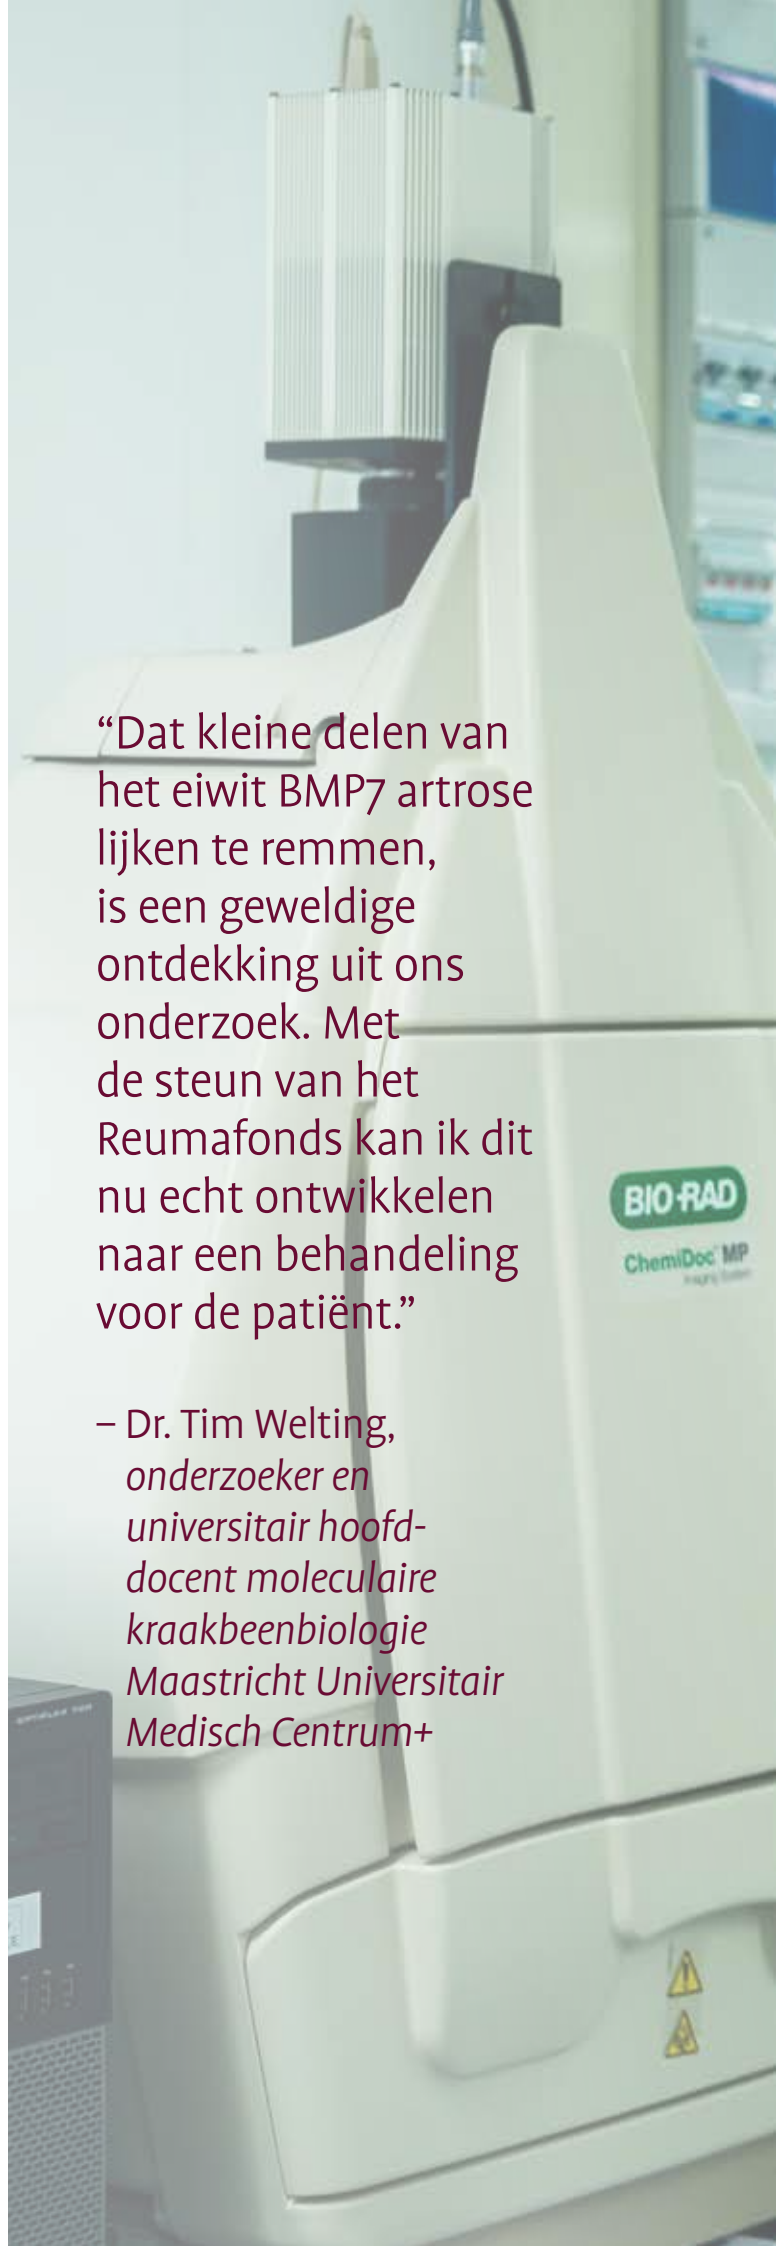 “Dat kleine delen van
het eiwit BMP7 artrose
lijken te remmen,
is een geweldige
ontdekking uit ons
onderzoek. Met
de steun van het
Reumafonds kan ik dit
nu echt ontwikkelen
naar een behandeling
voor de patiënt.”
– Dr. Tim Welting,
onderzoeker en
universitair hoofd-
docent moleculaire
kraakbeenbiologie
Maastricht Universitair
Medisch Centrum+
BIO-RAD
ChemiDoc MP
Imaging System